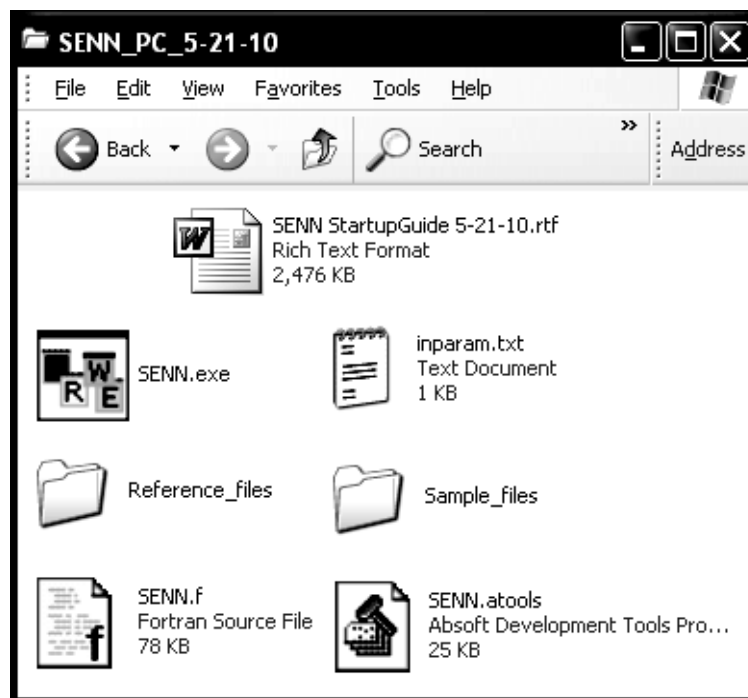 SENN_PC_5-21-10
File Edit View Favorites Tools Help
Back Search » Address
SENN StartupGuide 5-21-10.rtf
Rich Text Format
2,476 KB
W
R W E
SENN.exe
inparam.txt
Text Document
1 KB
Reference_files
Sample_files
SENN.f
Fortran Source File
78 KB
f
SENN.atools
Absoft Development Tools Pro...
25 KB